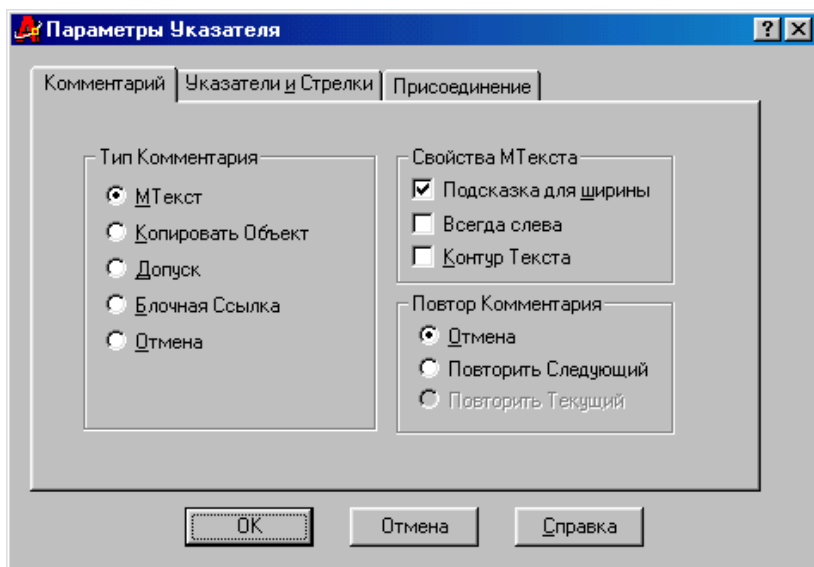 Параметры Указателя
Комментарий Указатели и Стрелки Присоединение
Тип Комментария
МТекст
Копировать Объект
Допуск
Блочная Ссылка
Отмена
Свойства МТекста
Подсказка для ширины
Всегда слева
Контур Текста
Повтор Комментария
Отмена
Повторить Следующий
Повторить Текущий
OK Отмена Справка